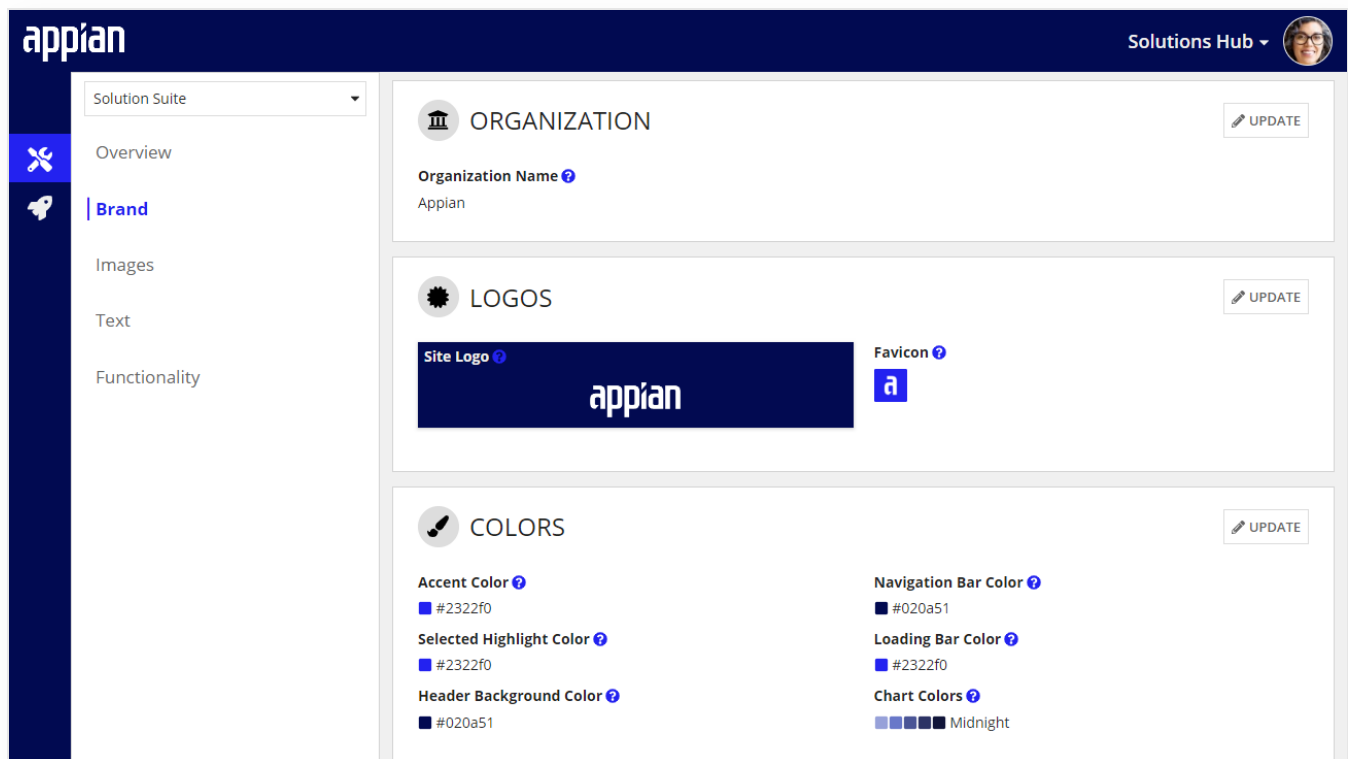 appian
Solutions Hub
Solution Suite
Overview
Brand
Images
Text
Functionality
ORGANIZATION
UPDATE
Organization Name ?
Appian
LOGOS
UPDATE
Site Logo ?
appian
Favicon ?
a
COLORS
UPDATE
Accent Color ?
#2322f0
Navigation Bar Color ?
#020a51
Selected Highlight Color ?
#2322f0
Loading Bar Color ?
#2322f0
Header Background Color ?
#020a51
Chart Colors ?
Midnight